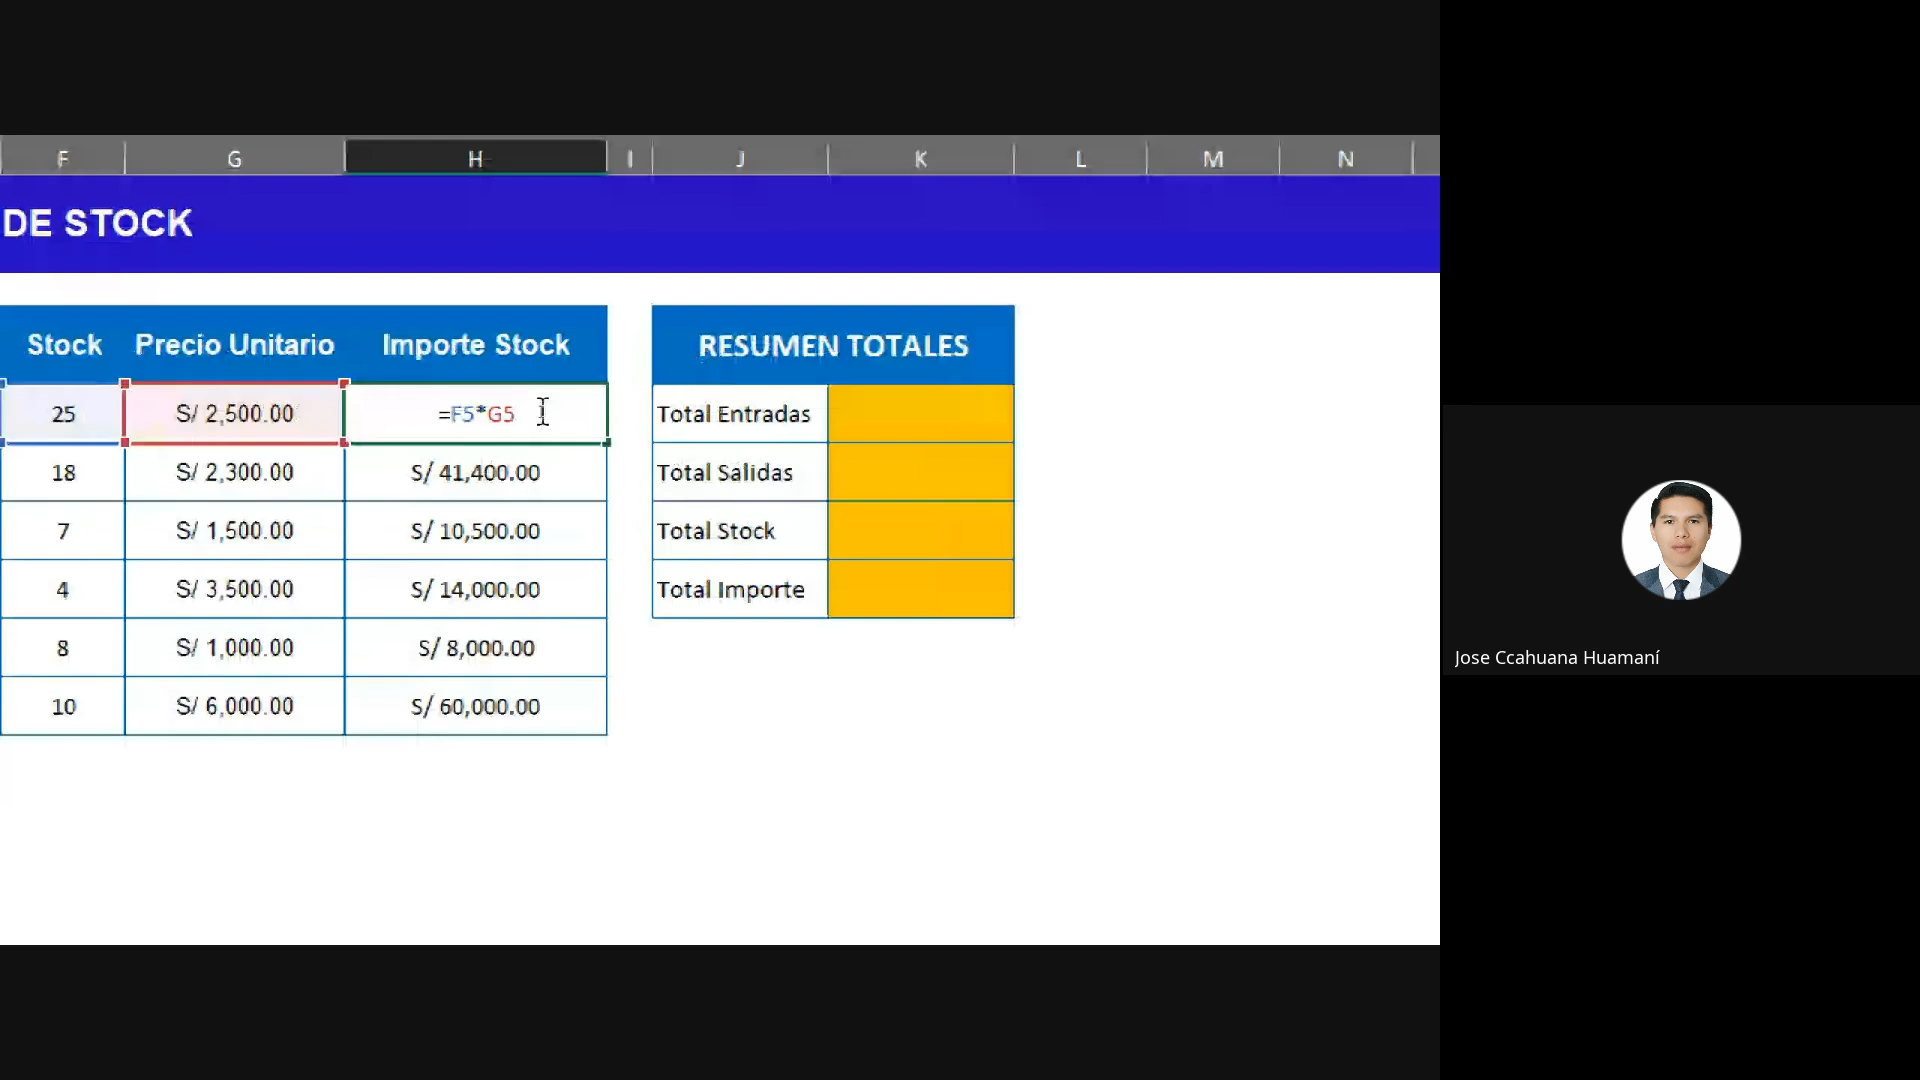 F G H I J K L M N
DE STOCK
Stock Precio Unitario Importe Stock RESUMEN TOTALES
25 S/ 2,500.00 =F5*G5 Total Entradas
18 S/ 2,300.00 S/ 41,400.00 Total Salidas
7 S/ 1,500.00 S/ 10,500.00 Total Stock
4 S/ 3,500.00 S/ 14,000.00 Total Importe
8 S/ 1,000.00 S/ 8,000.00
10 S/ 6,000.00 S/ 60,000.00
Jose Ccahuana Huamaní